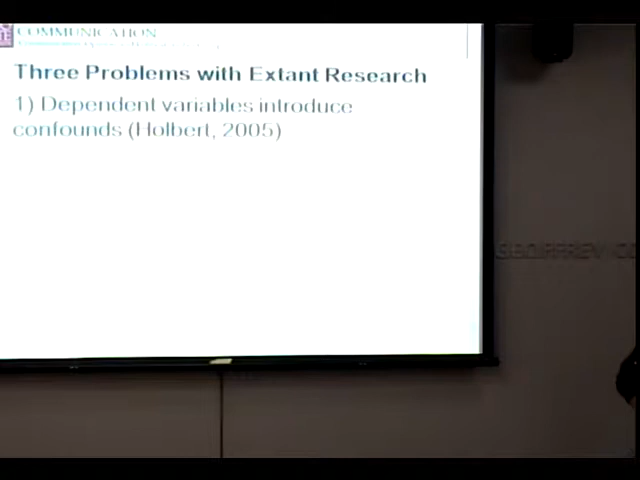 COMMUNICATION
Three Problems with Extant Research
1) Dependent variables introduce
confounds (Holbert, 2005)